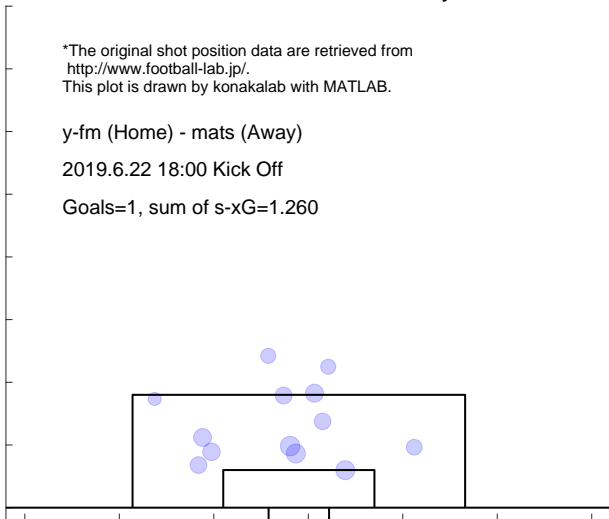 *The original shot position data are retrieved from
http://www.football-lab.jp/.
This plot is drawn by konakalab with MATLAB.
y-fm (Home) - mats (Away)
2019.6.22 18:00 Kick Off
Goals=1, sum of s-xG=1.260